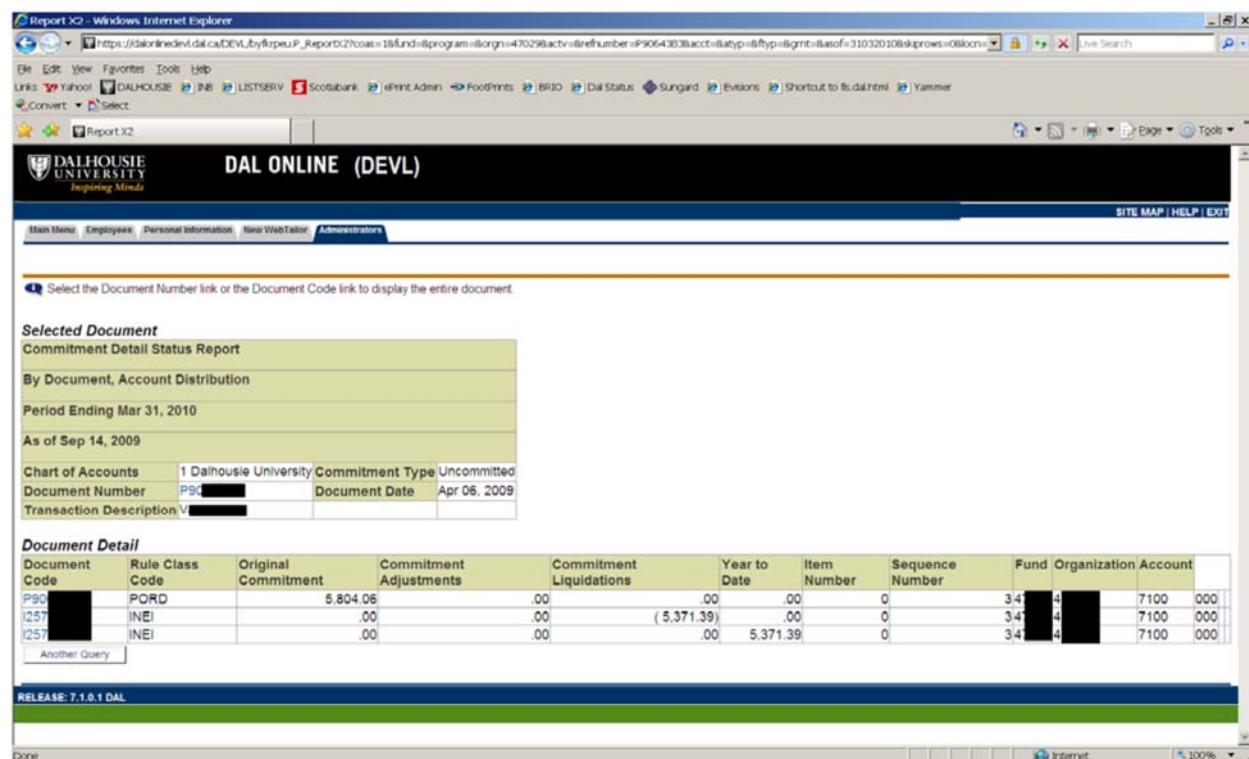 Report X2 - Windows Internet Explorer
Live Search
File Edit View Favorites Tools Help
Links Yahoo! DALHOUSIE INB LISTSERV Scotiabank ePrint Admin FootPrints BRIO Dal Status Sungard Evisions Shortcut to fis.dal.html Yammer
Convert Select
Report X2 Page Tools
DALHOUSIE UNIVERSITY Inspiring Minds
DAL ONLINE (DEVL)
SITE MAP | HELP | EXIT
Main Menu Employees Personal Information New WebTailor Administrators
Select the Document Number link or the Document Code link to display the entire document.
Selected Document
Commitment Detail Status Report
By Document, Account Distribution
Period Ending Mar 31, 2010
As of Sep 14, 2009
Chart of Accounts 1 Dalhousie University Commitment Type Uncommitted
Document Number P90 Document Date Apr 06, 2009
Transaction Description V
Document Detail
Document Code Rule Class Code Original Commitment Commitment Adjustments Commitment Liquidations Year to Date Item Number Sequence Number Fund Organization Account
P90 PORD 5,804.06 .00 .00 .00 0 3 4 4 7100 000
I257 INEI .00 .00 ( 5,371.39) .00 0 3 4 4 7100 000
I257 INEI .00 .00 .00 5,371.39 0 3 4 4 7100 000
Another Query
RELEASE: 7.1.0.1 DAL
Done Internet 100%